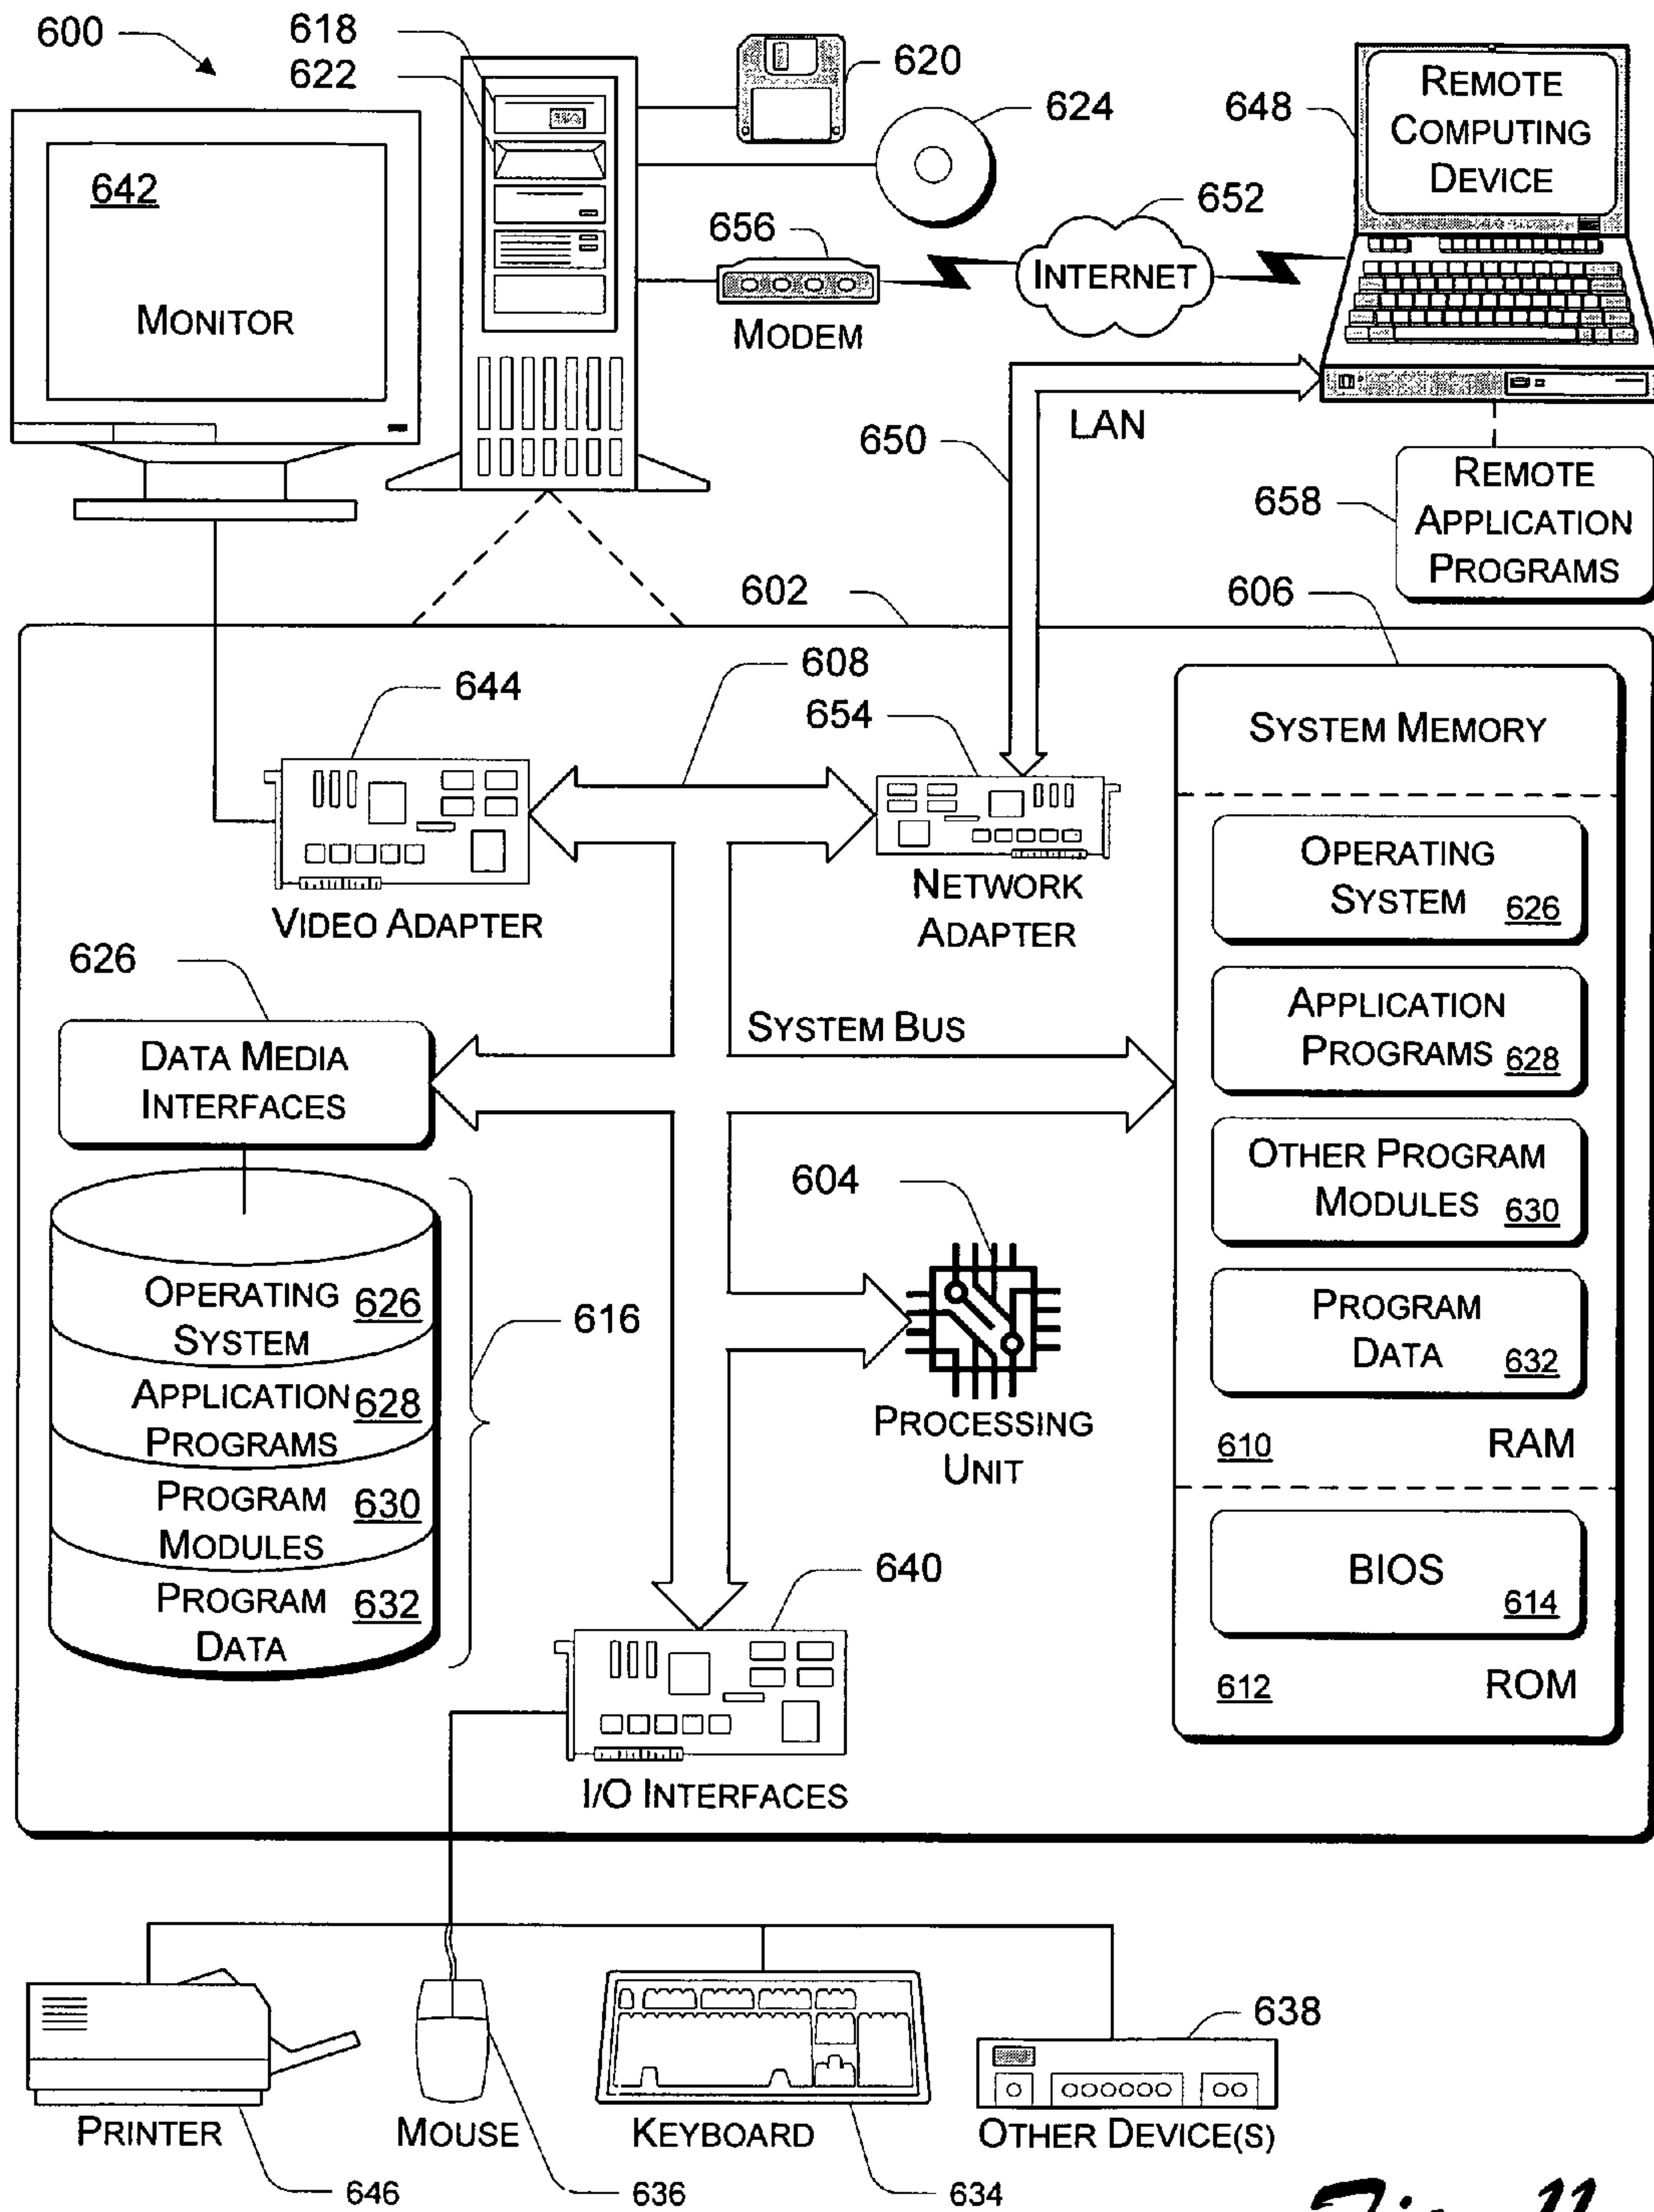 600
618
622
620
624
648
REMOTE
COMPUTING
DEVICE
642
MONITOR
656
MODEM
652
INTERNET
650
LAN
658
REMOTE
APPLICATION
PROGRAMS
602
606
608
644
654
VIDEO ADAPTER
NETWORK
ADAPTER
SYSTEM MEMORY
OPERATING
SYSTEM 626
APPLICATION
PROGRAMS 628
OTHER PROGRAM
MODULES 630
PROGRAM
DATA 632
610 RAM
BIOS
614
612 ROM
626
DATA MEDIA
INTERFACES
SYSTEM BUS
604
PROCESSING
UNIT
OPERATING 626
SYSTEM
APPLICATION 628
PROGRAMS
PROGRAM 630
MODULES
PROGRAM 632
DATA
616
640
I/O INTERFACES
638
PRINTER
MOUSE
KEYBOARD
OTHER DEVICE(S)
646
636
634
Fig. 11